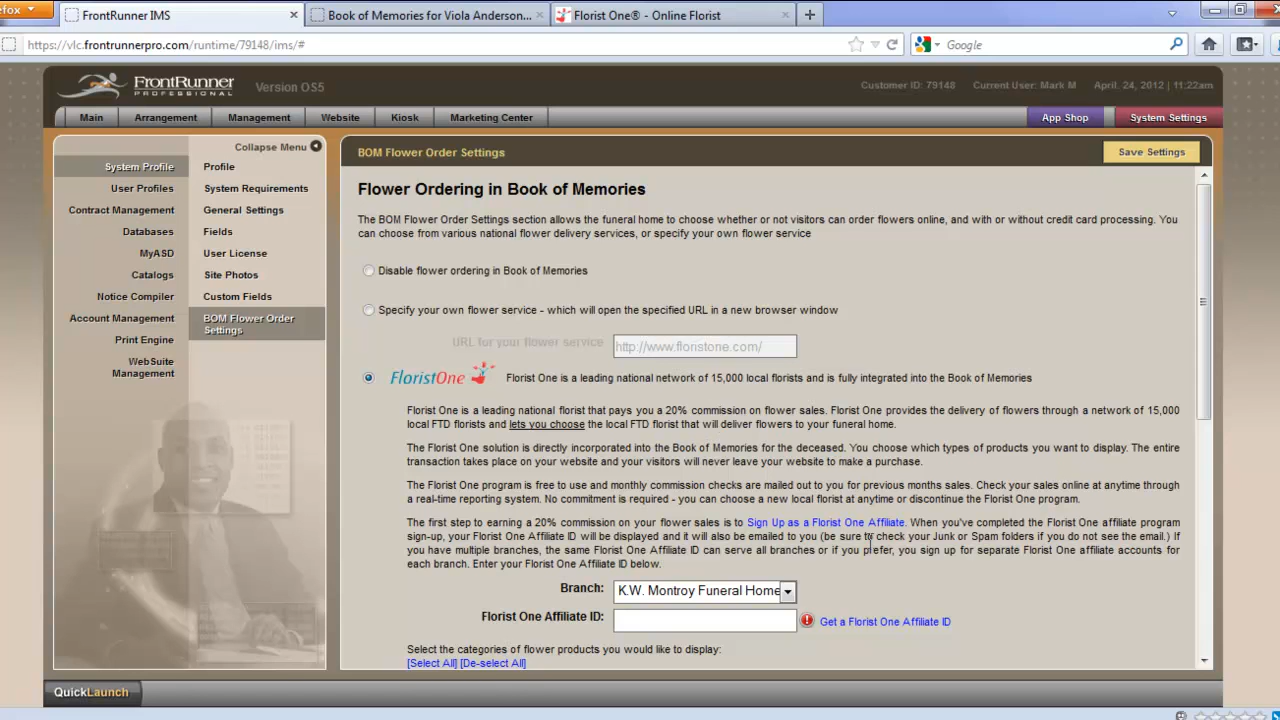 efox
FrontRunner IMS
Book of Memories for Viola Anderson...
Florist One® - Online Florist
https://vlc.frontrunnerpro.com/runtime/79148/ims/#
Google
FrontRunner
PROFESSIONAL
Version OS5
Customer ID: 79148 Current User: Mark M April, 24, 2012 | 11:22am
Main Arrangement Management Website Kiosk Marketing Center App Shop System Settings
Collapse Menu
System Profile
User Profiles
Contract Management
Databases
MyASD
Catalogs
Notice Compiler
Account Management
Print Engine
WebSuite
Management
Profile
System Requirements
General Settings
Fields
User License
Site Photos
Custom Fields
BOM Flower Order
Settings
BOM Flower Order Settings
Save Settings
Flower Ordering in Book of Memories
The BOM Flower Order Settings section allows the funeral home to choose whether or not visitors can order flowers online, and with or without credit card processing. You
can choose from various national flower delivery services, or specify your own flower service
Disable flower ordering in Book of Memories
Specify your own flower service - which will open the specified URL in a new browser window
URL for your flower service http://www.floristone.com/
FloristOne Florist One is a leading national network of 15,000 local florists and is fully integrated into the Book of Memories
Florist One is a leading national florist that pays you a 20% commission on flower sales. Florist One provides the delivery of flowers through a network of 15,000
local FTD florists and lets you choose the local FTD florist that will deliver flowers to your funeral home.
The Florist One solution is directly incorporated into the Book of Memories for the deceased. You choose which types of products you want to display. The entire
transaction takes place on your website and your visitors will never leave your website to make a purchase.
The Florist One program is free to use and monthly commission checks are mailed out to you for previous months sales. Check your sales online at anytime through
a real-time reporting system. No commitment is required - you can choose a new local florist at anytime or discontinue the Florist One program.
The first step to earning a 20% commission on your flower sales is to Sign Up as a Florist One Affiliate. When you've completed the Florist One affiliate program
sign-up, your Florist One Affiliate ID will be displayed and it will also be emailed to you (be sure to check your Junk or Spam folders if you do not see the email.) If
you have multiple branches, the same Florist One Affiliate ID can serve all branches or if you prefer, you sign up for separate Florist One affiliate accounts for
each branch. Enter your Florist One Affiliate ID below.
Branch: K.W. Montroy Funeral Home
Florist One Affiliate ID: Get a Florist One Affiliate ID
Select the categories of flower products you would like to display:
[Select All] [De-select All]
QuickLaunch